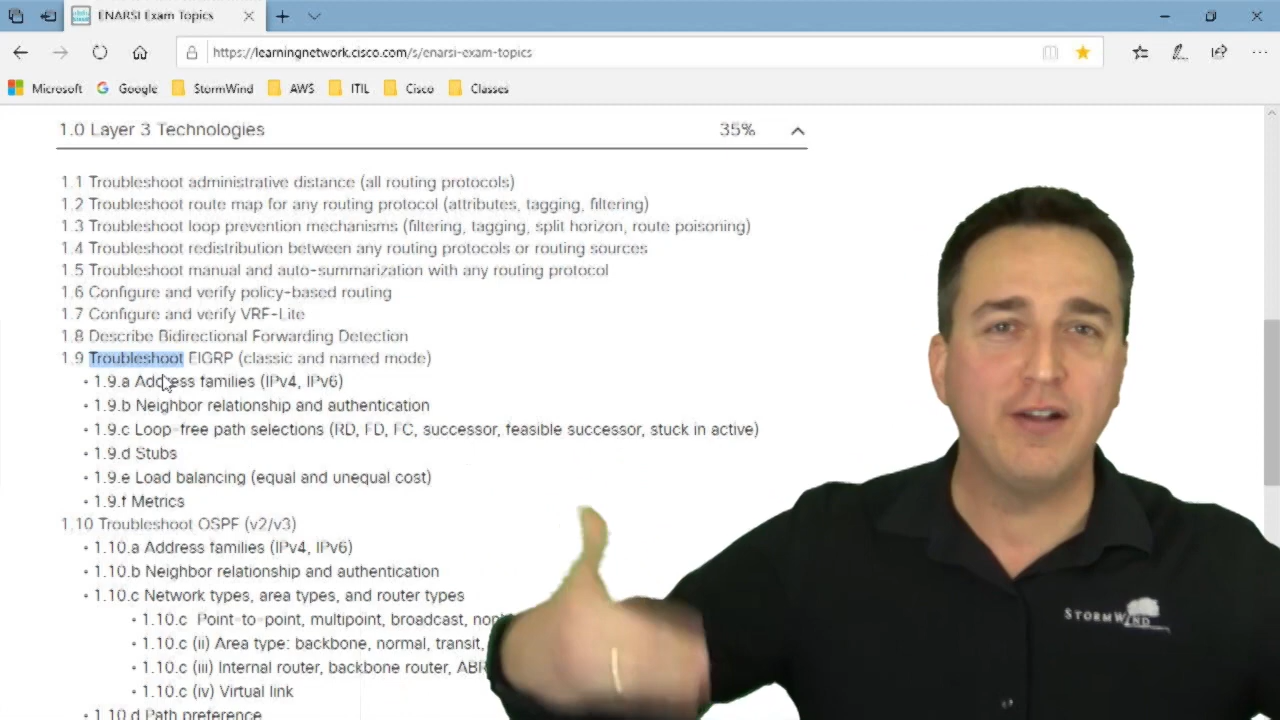 ENARSI Exam Topics
https://learningnetwork.cisco.com/s/enarsi-exam-topics
Microsoft Google StormWind AWS ITIL Cisco Classes
1.0 Layer 3 Technologies 35%
1.1 Troubleshoot administrative distance (all routing protocols)
1.2 Troubleshoot route map for any routing protocol (attributes, tagging, filtering)
1.3 Troubleshoot loop prevention mechanisms (filtering, tagging, split horizon, route poisoning)
1.4 Troubleshoot redistribution between any routing protocols or routing sources
1.5 Troubleshoot manual and auto-summarization with any routing protocol
1.6 Configure and verify policy-based routing
1.7 Configure and verify VRF-Lite
1.8 Describe Bidirectional Forwarding Detection
1.9 Troubleshoot EIGRP (classic and named mode)
• 1.9.a Address families (IPv4, IPv6)
• 1.9.b Neighbor relationship and authentication
• 1.9.c Loop-free path selections (RD, FD, FC, successor, feasible successor, stuck in active)
• 1.9.d Stubs
• 1.9.e Load balancing (equal and unequal cost)
• 1.9.f Metrics
1.10 Troubleshoot OSPF (v2/v3)
• 1.10.a Address families (IPv4, IPv6)
• 1.10.b Neighbor relationship and authentication
• 1.10.c Network types, area types, and router types
• 1.10.c Point-to-point, multipoint, broadcast,
• 1.10.c (ii) Area type: backbone, normal, transit,
• 1.10.c (iii) Internal router, backbone router, ABR
• 1.10.c (iv) Virtual link
• 1.10.d Path preference
STORMWIND